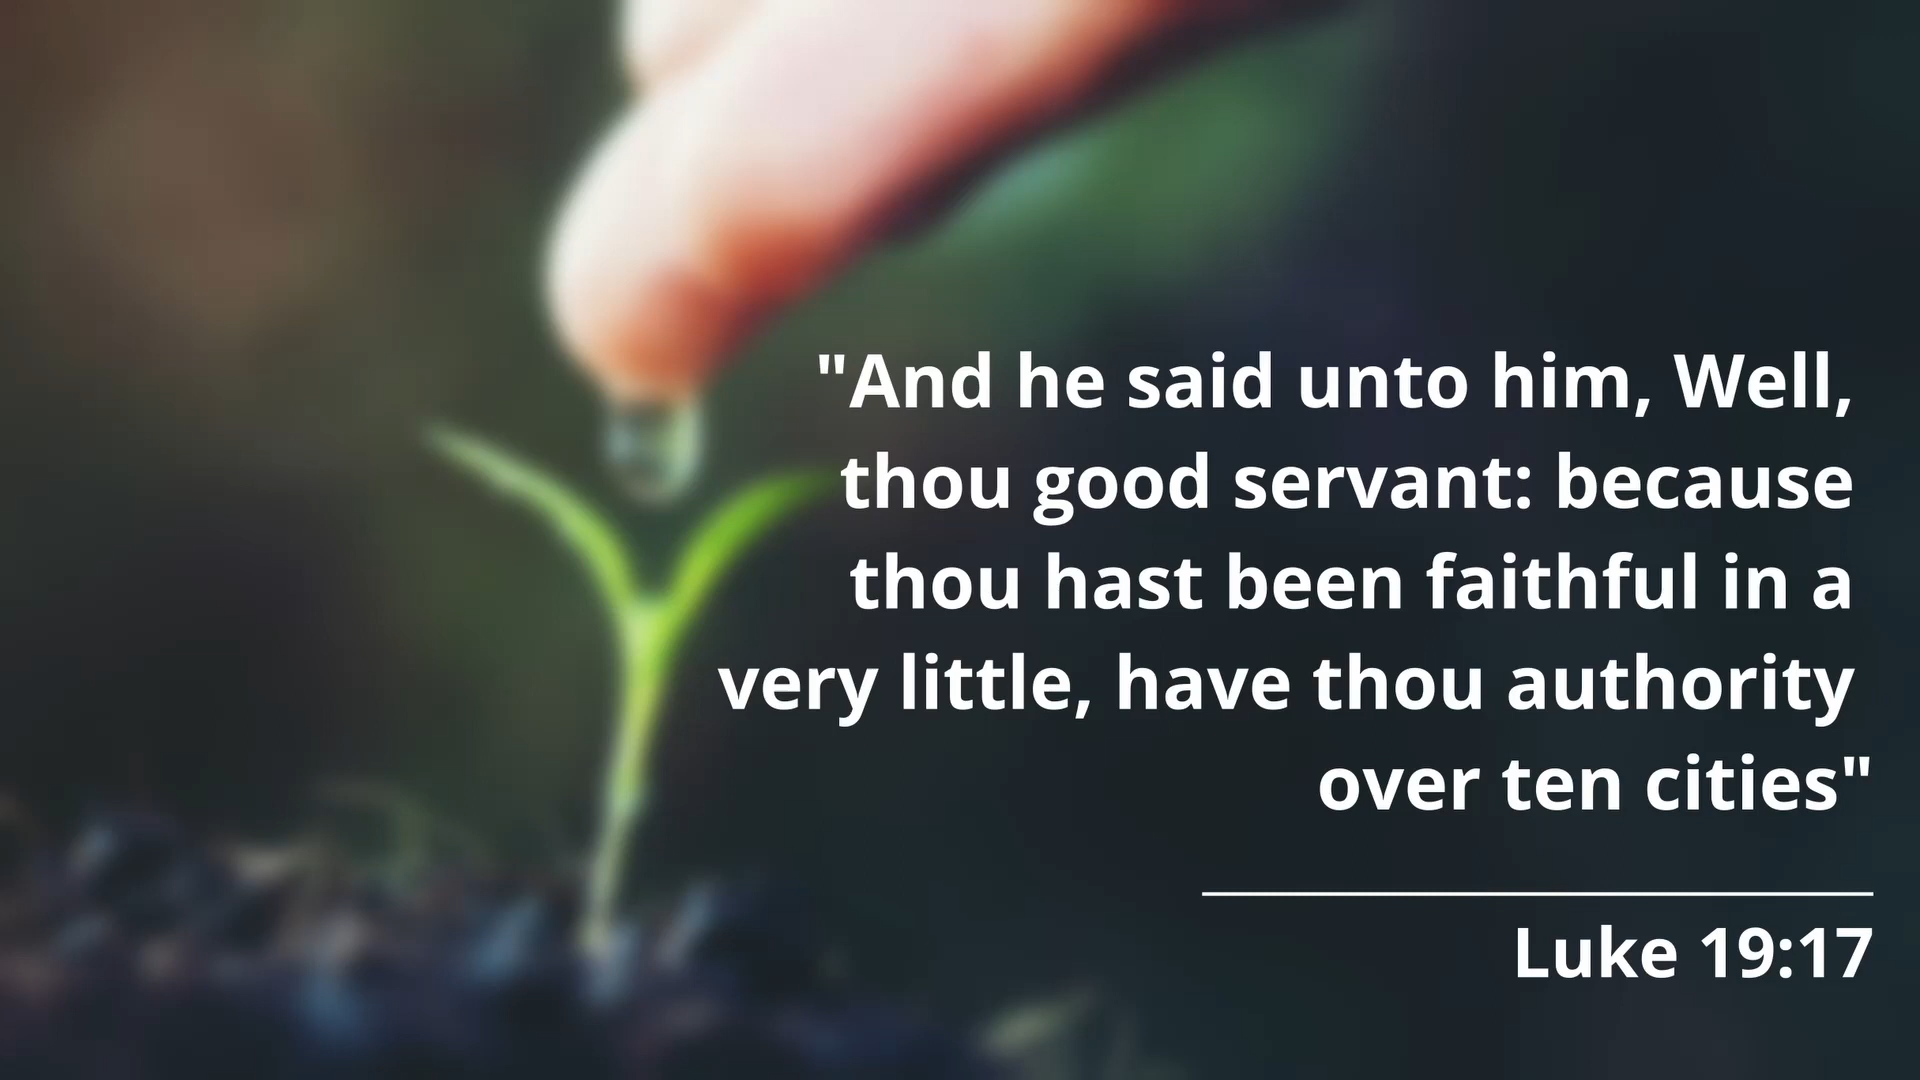 "And he said unto him, Well,
thou good servant: because
thou hast been faithful in a
very little, have thou authority
over ten cities"
Luke 19:17